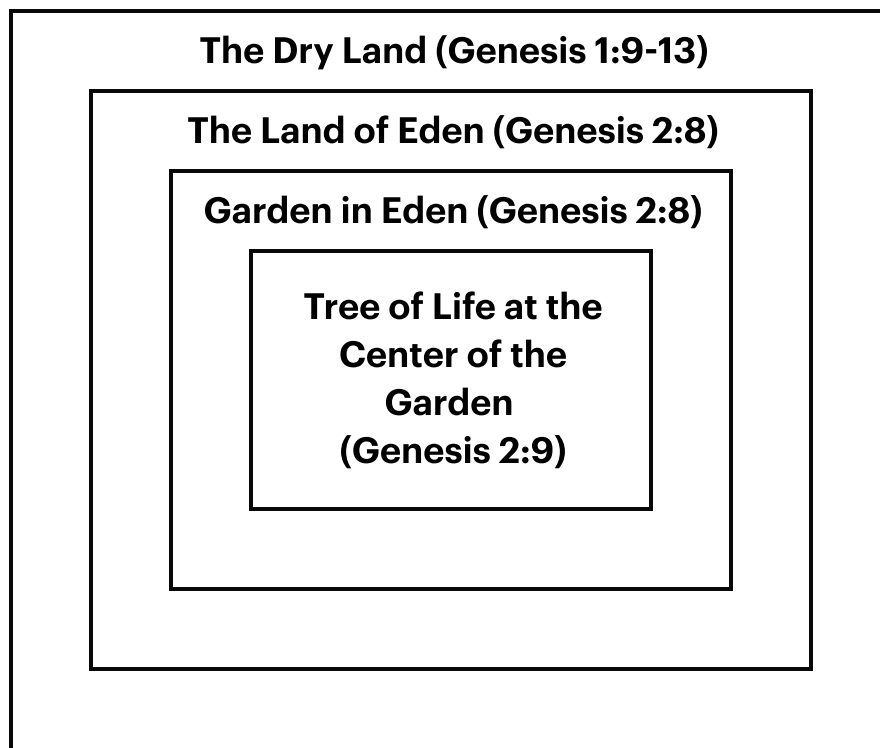 The Dry Land (Genesis 1:9-13)
The Land of Eden (Genesis 2:8)
Garden in Eden (Genesis 2:8)
Tree of Life at the
Center of the
Garden
(Genesis 2:9)